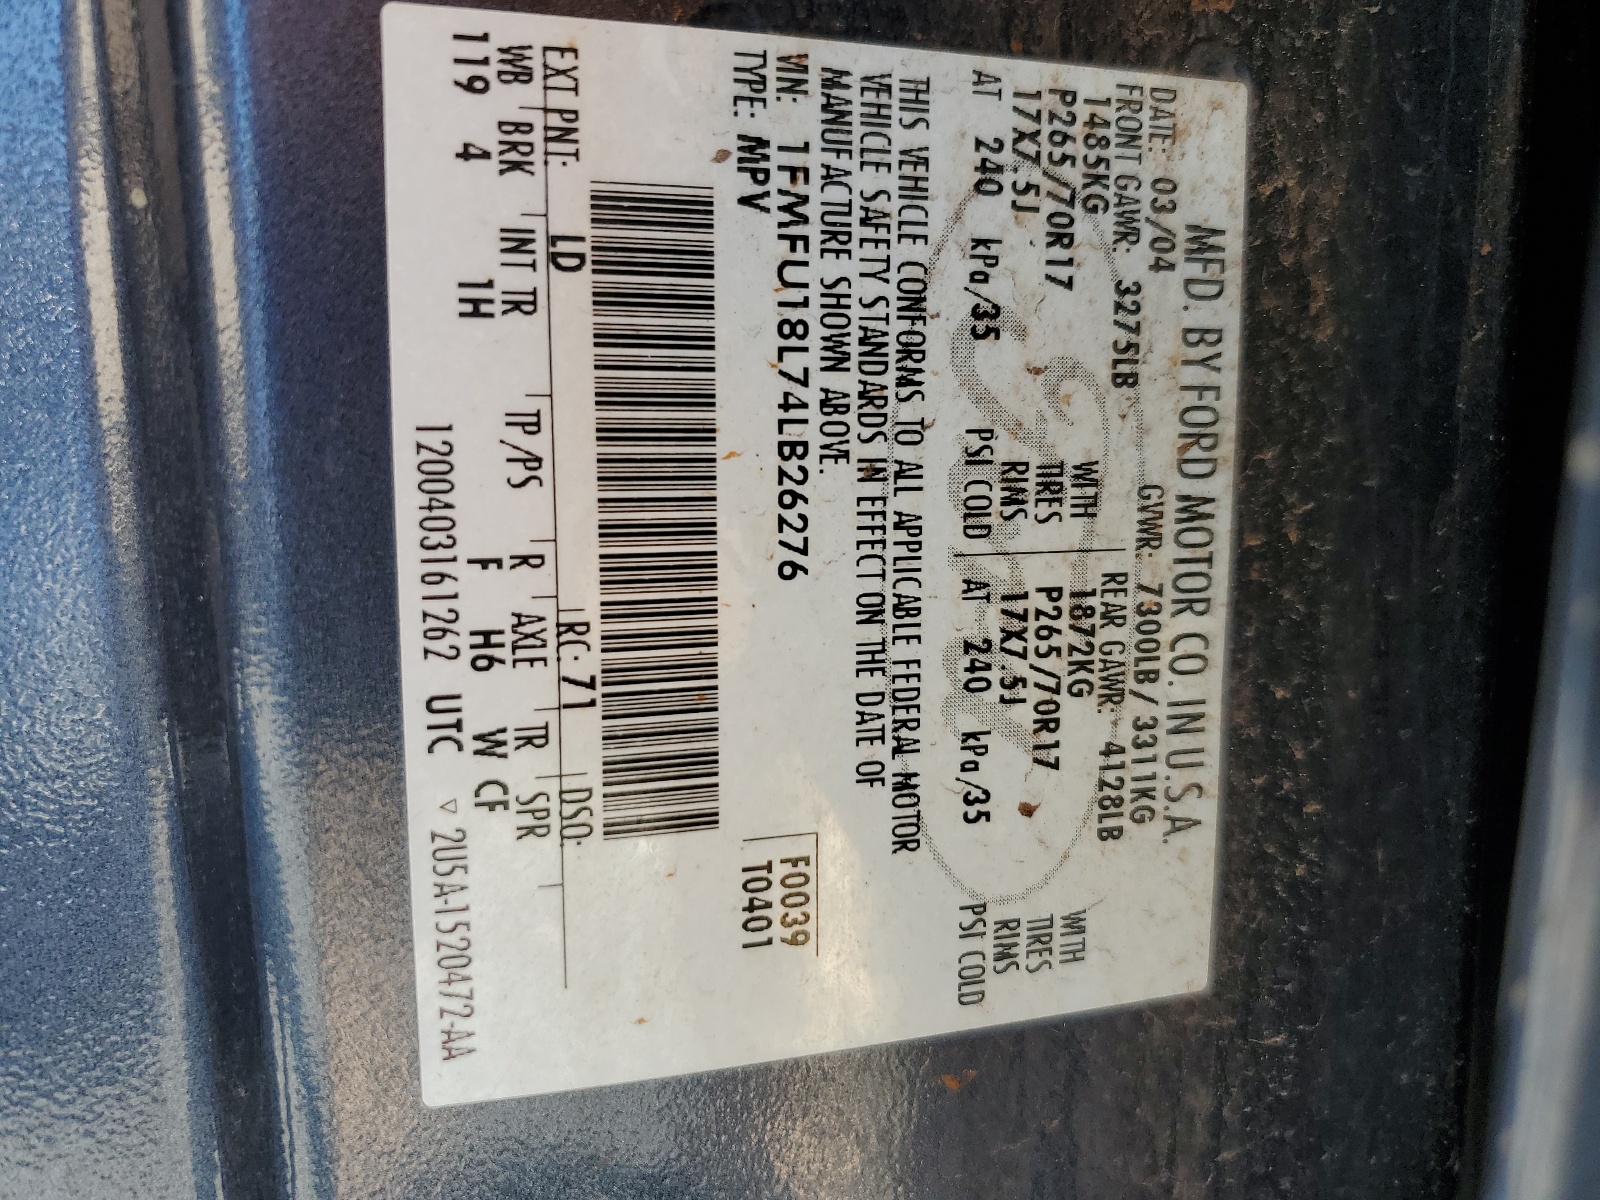 MFD. BY FORD MOTOR CO. IN U.S.A.
DATE: 03/04 GVWR: 7300LB / 3311KG
FRONT GAWR: 3275LB REAR GAWR: 4128LB
1485KG WITH 1872KG WITH
P265/70R17 TIRES P265/70R17 TIRES
17X7.5J RIMS 17X7.5J RIMS
AT 240 kPa/35 PSI COLD AT 240 kPa/35 PSI COLD
THIS VEHICLE CONFORMS TO ALL APPLICABLE FEDERAL MOTOR
VEHICLE SAFETY STANDARDS IN EFFECT ON THE DATE OF
MANUFACTURE SHOWN ABOVE.
VIN: 1FMFU18L74LB26276 F0039
TYPE: MPV T0401
EXT PNT: LD RC: 71 DSO:
WB BRK INT TR TP/PS R AXLE TR SPR
119 4 1H F H6 W CF
120040316126​2 UTC ▽ 2U5A-1520472-AA